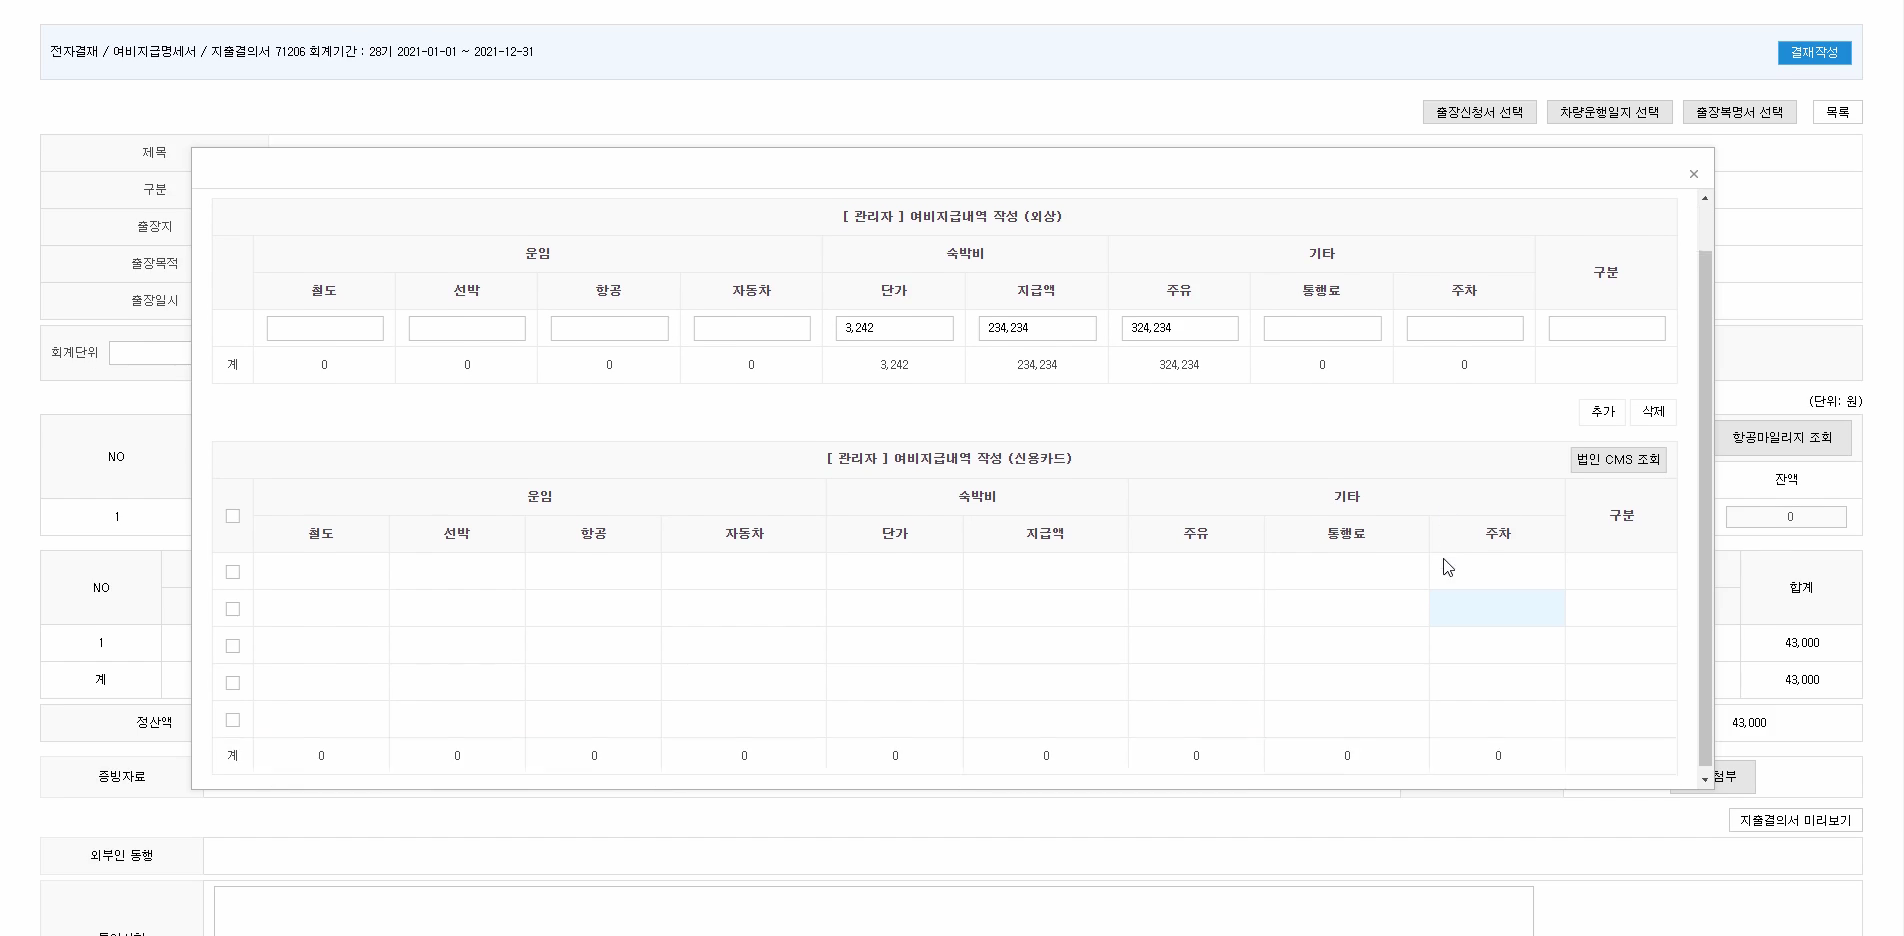 전자결재 / 여비지급명세서 / 지출결의서 71206 회계기간 : 28기 2021-01-01 ~ 2021-12-31
결재작성
출장신청서 선택 차량운행일지 선택 출장복명서 선택 목록
제목
구분
출장지
출장목적
출장일시
회계단위
×
[ 관리자 ] 여비지급내역 작성 (외상)
운임 숙박비 기타 구분
철도 선박 항공 자동차 단가 지급액 주유 통행료 주차
3,242 234,234 324,234
계 0 0 0 0 3,242 234,234 324,234 0 0
추가 삭제
[ 관리자 ] 여비지급내역 작성 (신용카드) 법인 CMS 조회
운임 숙박비 기타 구분
철도 선박 항공 자동차 단가 지급액 주유 통행료 주차
계 0 0 0 0 0 0 0 0 0
(단위: 원)
NO 항공마일리지 조회
잔액
1 0
NO 합계
1 43,000
계 43,000
정산액 43,000
증빙자료 첨부
지출결의서 미리보기
외부인 동행